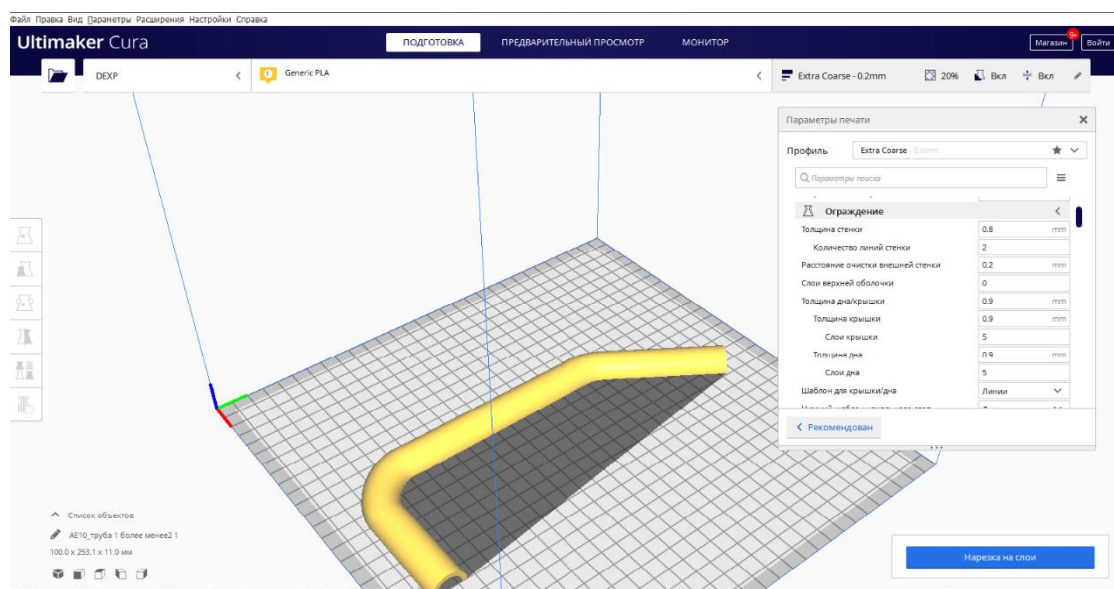 Файл Правка Вид Параметры Расширения Настройки Справка
Ultimaker Cura
ПОДГОТОВКА ПРЕДВАРИТЕЛЬНЫЙ ПРОСМОТР МОНИТОР
9+
Магазин Войти
DEXP
Generic PLA
Extra Coarse - 0.2mm 20% Вкл Вкл
Параметры печати
Профиль Extra Coarse - 0.6mm
Параметры поиска
Ограждение
Толщина стенки 0.8 mm
Количество линий стенки 2
Расстояние очистки внешней стенки 0.2 mm
Слои верхней оболочки 0
Толщина дна/крышки 0.9 mm
Толщина крышки 0.9 mm
Слои крышки 5
Толщина дна 0.9 mm
Слои дна 5
Шаблон для крышки/дна Линии
Рекомендован
Список объектов
AE10_труба 1 более менее2 1
100.0 x 253.1 x 11.0 мм
Нарезка на слои